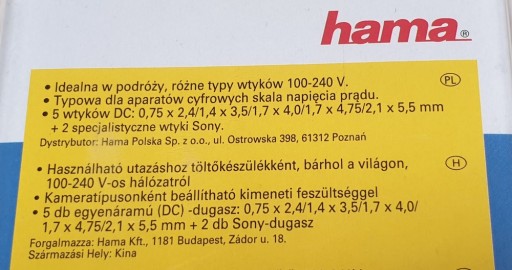 hama®
• Idealna w podróży, różne typy wtyków 100-240 V.
PL
• Typowa dla aparatów cyfrowych skala napięcia prądu.
• 5 wtyków DC: 0,75 x 2,4/1,4 x 3,5/1,7 x 4,0/1,7 x 4,75/2,1 x 5,5 mm
+ 2 specjalistyczne wtyki Sony.
Dystrybutor: Hama Polska Sp. z o.o., ul. Ostrowska 398, 61312 Poznań
• Használható utazáshoz töltőkészülékként, bárhol a világon,
H
100-240 V-os hálózatról
• Kameratípusonként beállítható kimeneti feszültséggel
• 5 db egyenáramú (DC) -dugasz: 0,75 x 2,4/1,4 x 3,5/1,7 x 4,0/
1,7 x 4,75/2,1 x 5,5 mm + 2 db Sony-dugasz
Forgalmazza: Hama Kft., 1181 Budapest, Zádor u. 18.
Származási Hely: Kina